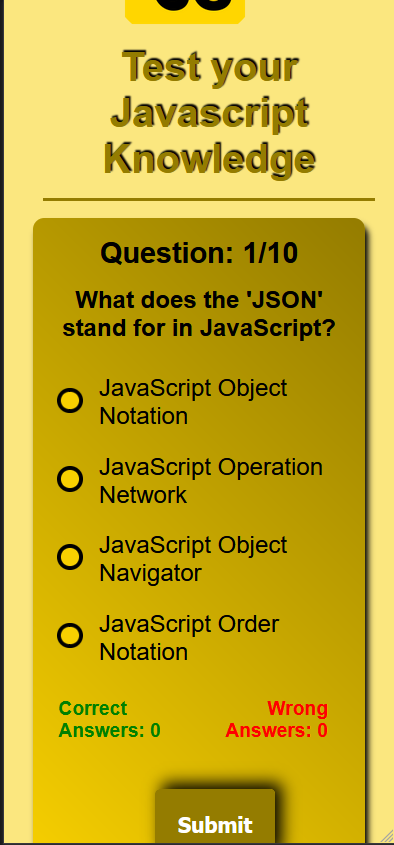 Test your
Javascript
Knowledge
Question: 1/10
What does the 'JSON'
stand for in JavaScript?
JavaScript Object
Notation
JavaScript Operation
Network
JavaScript Object
Navigator
JavaScript Order
Notation
Correct
Answers: 0
Wrong
Answers: 0
Submit